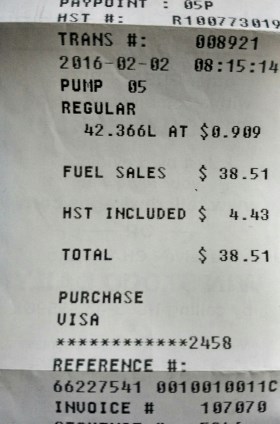 PAYPOINT : 05P
HST #: R100773019
TRANS #: 008921
2016-02-02 08:15:14
PUMP 05
REGULAR
42.366L AT $0.909
FUEL SALES $ 38.51
HST INCLUDED $ 4.43
TOTAL $ 38.51
PURCHASE
VISA
************2458
REFERENCE #:
66227541 0010010011C
INVOICE # 107070